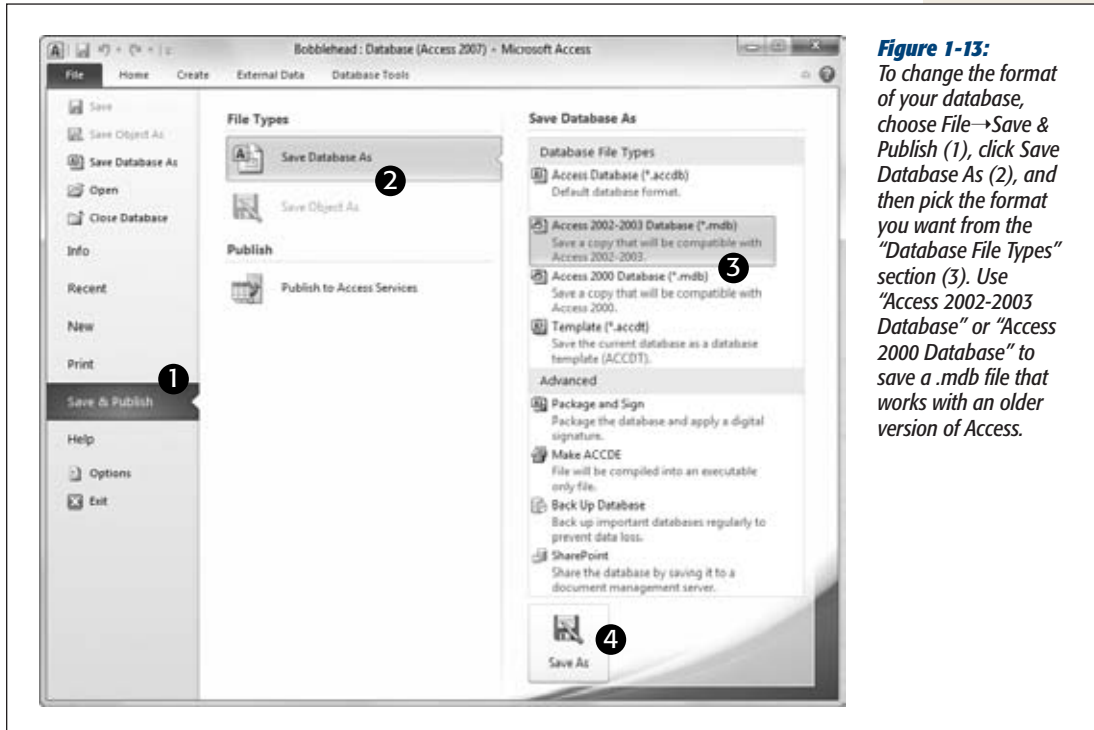 Bobblehead : Database (Access 2007) - Microsoft Access
File Home Create External Data Database Tools
Save
Save Object As
Save Database As
Open
Close Database
Info
Recent
New
Print
1
Save & Publish
Help
Options
Exit
File Types
Save Database As
2
Save Object As
Publish
Publish to Access Services
Save Database As
Database File Types
Access Database (*.accdb)
Default database format.
Access 2002-2003 Database (*.mdb)
Save a copy that will be compatible with
Access 2002-2003.
3
Access 2000 Database (*.mdb)
Save a copy that will be compatible with
Access 2000.
Template (*.accdt)
Save the current database as a database
template (ACCDT).
Advanced
Package and Sign
Package the database and apply a digital
signature.
Make ACCDE
File will be compiled into an executable
only file.
Back Up Database
Back up important databases regularly to
prevent data loss.
SharePoint
Share the database by saving it to a
document management server.
4
Save As
Figure 1-13:
To change the format
of your database,
choose File→Save &
Publish (1), click Save
Database As (2), and
then pick the format
you want from the
“Database File Types”
section (3). Use
“Access 2002-2003
Database” or “Access
2000 Database” to
save a .mdb file that
works with an older
version of Access.